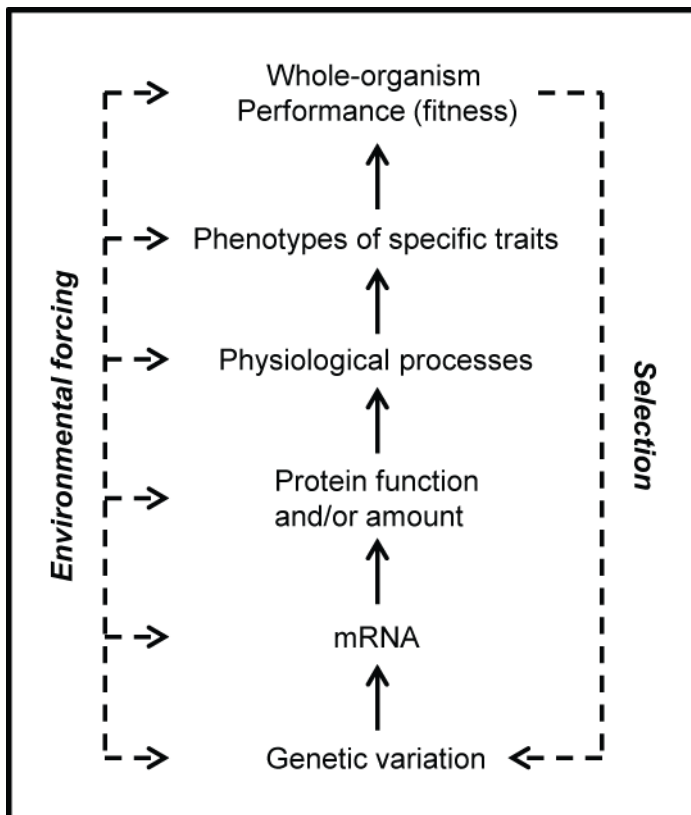 Whole-organism
Performance (fitness)
Phenotypes of specific traits
Physiological processes
Protein function
and/or amount
mRNA
Genetic variation
Environmental forcing
Selection